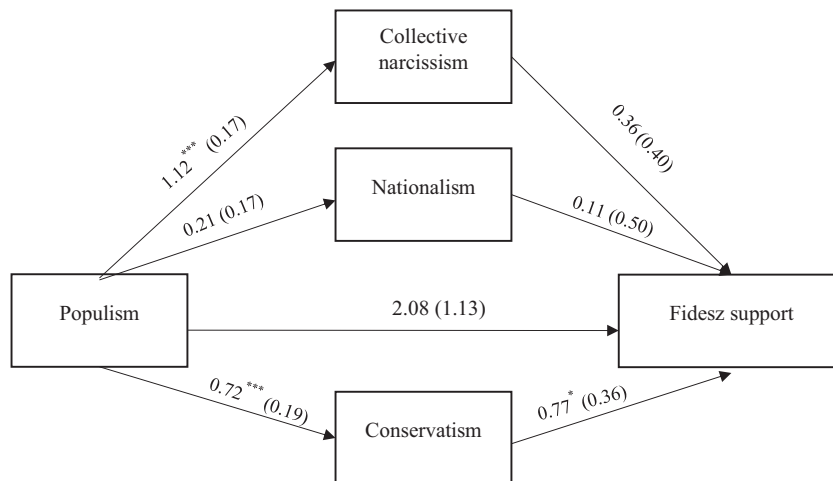 Collective
narcissism
1.12*** (0.17)
0.36 (0.40)
Nationalism
0.21 (0.17)
0.11 (0.50)
Populism
2.08 (1.13)
Fidesz support
0.72*** (0.19)
Conservatism
0.77* (0.36)